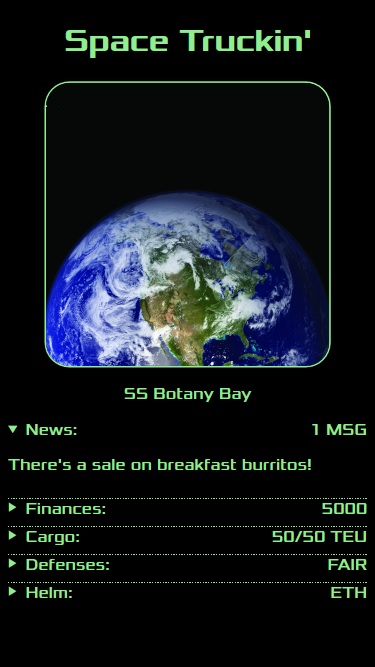 Space Truckin'
SS Botany Bay
News: 1 MSG
There's a sale on breakfast burritos!
Finances: 5000
Cargo: 50/50 TEU
Defenses: FAIR
Helm: ETH